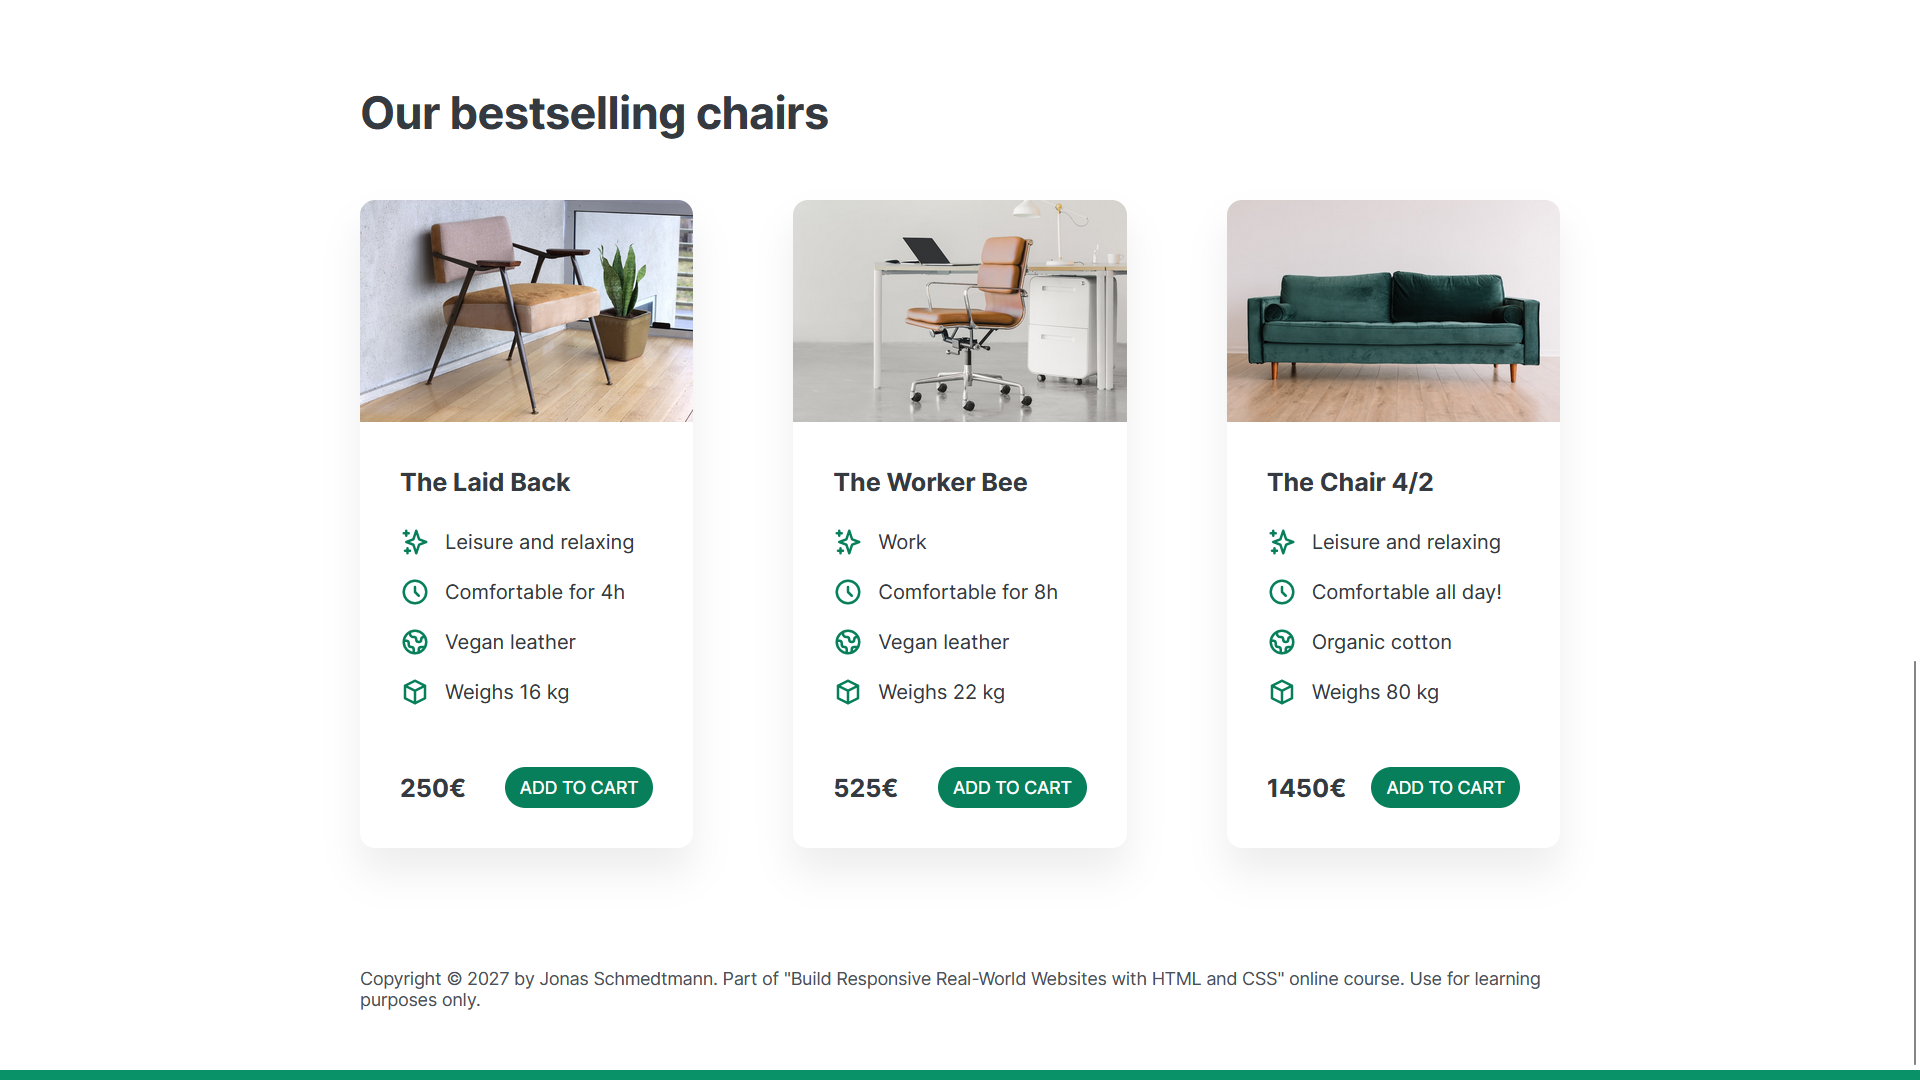 Our bestselling chairs
The Laid Back
Leisure and relaxing
Comfortable for 4h
Vegan leather
Weighs 16 kg
250€
ADD TO CART
The Worker Bee
Work
Comfortable for 8h
Vegan leather
Weighs 22 kg
525€
ADD TO CART
The Chair 4/2
Leisure and relaxing
Comfortable all day!
Organic cotton
Weighs 80 kg
1450€
ADD TO CART
Copyright © 2027 by Jonas Schmedtmann. Part of "Build Responsive Real-World Websites with HTML and CSS" online course. Use for learning
purposes only.